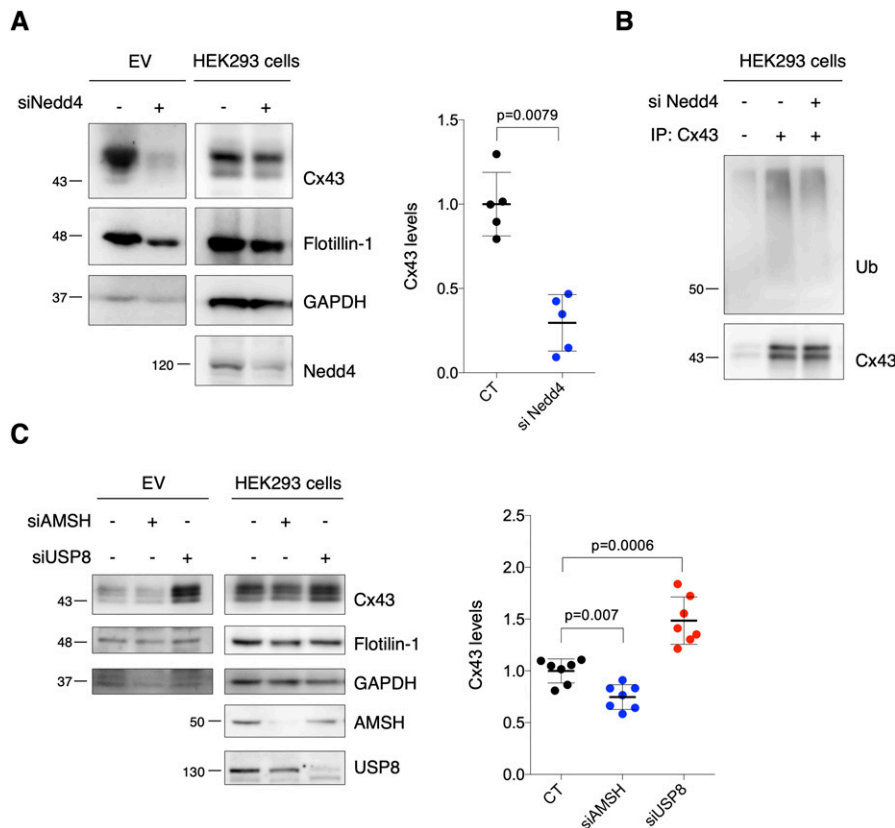 A
EV HEK293 cells
siNedd4 - + - +
43 Cx43
48 Flotillin-1
37 GAPDH
120 Nedd4
1.5
1.0
0.5
0.0
Cx43 levels
p=0.0079
CT si Nedd4
B
HEK293 cells
si Nedd4 - - +
IP: Cx43 - + +
50 Ub
43 Cx43
C
EV HEK293 cells
siAMSH - + - - + -
siUSP8 - - + - - +
43 Cx43
48 Flotilin-1
37 GAPDH
50 AMSH
130 USP8
2.5
2.0
1.5
1.0
0.5
0.0
Cx43 levels
p=0.0006
p=0.007
CT siAMSH siUSP8